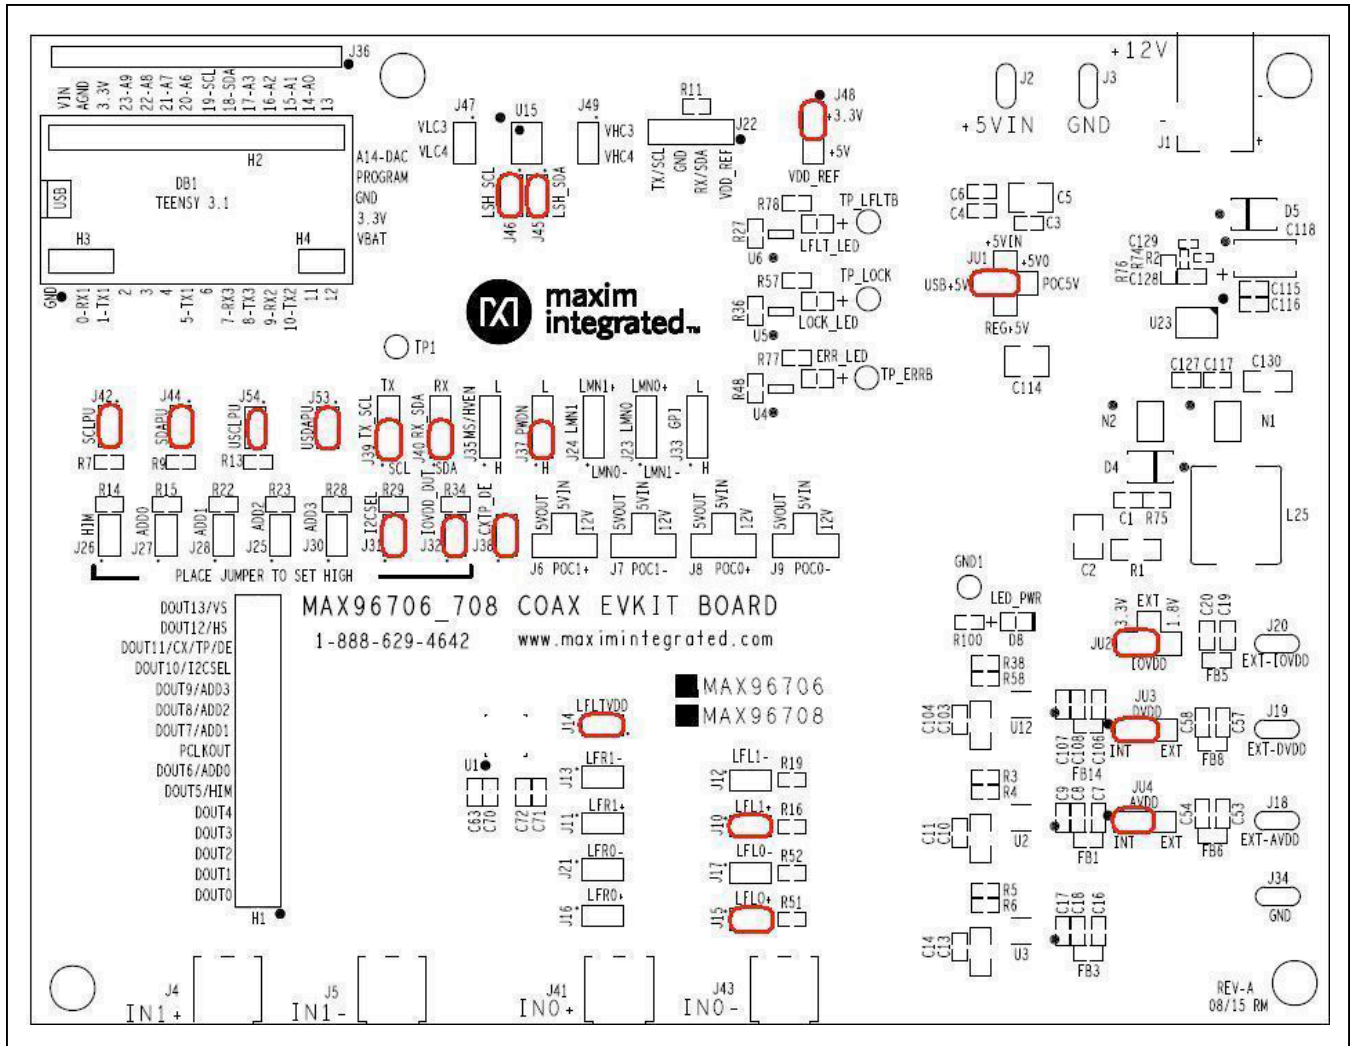 J36
+12V
VIN
AGND
3.3V
23-A9
22-A8
21-A7
20-A6
19-SCL
18-SDA
17-A3
16-A2
15-A1
14-A0
13
H2
DB1
TEENSY 3.1
USB
H3
H4
A14-DAC
PROGRAM
GND
3.3V
VBAT
GND
0-RX1
1-TX1
2
3
4
5-TX1
6
7-RX3
8-TX3
9-RX2
10-TX2
11
12
J47
VLC3
VLC4
U15
J49
VHC3
VHC4
LSH_SCL
LSH_SDA
J46
J45
R11
J22
TX/SCL
GND
RX/SDA
VDD_REF
J48
+3.3V
+5V
VDD_REF
J2
+5VIN
J3
GND
J1
-
-
+
R78
TP_LFLTB
R27
+
LFLT_LED
U6
R57
TP_LOCK
R36
+
LOCK_LED
U5
R77
ERR_LED
R48
+
TP_ERRB
U4
C6
C4
C5
C3
+5VIN
JU1
+5VO
USB+5V
POC5V
REG+5V
C114
D5
C118
C129
R2
R74
R76
C128
+
C115
C116
U23
C127
C117
C130
N2
N1
D4
C1
R75
L25
C2
R1
maxim
integrated™
TP1
J42
SCLPU
R7
J44
SDAPU
R9
J54
USCLPU
R13
J53
USDAPU
TX
J39 TX_SCL
SCL
RX
J40 RX_SDA
SDA
L
J35 MS/HVEN
H
L
J37 PWDN
H
LMN1+
J24 LMN1
LMN0-
LMN0+
J23 LMN0
LMN1-
L
J33 GPI
H
R14
HIM
J26
R15
ADD0
J27
R22
ADD1
J28
R23
ADD2
J25
R28
ADD3
J30
R29
I2CSEL
J31
R34
IOVDD_OUT
J32
CXTP_DE
J38
5VOUT
5VIN
12V
J6 POC1+
5VOUT
5VIN
12V
J7 POC1-
5VOUT
5VIN
12V
J8 POC0+
5VOUT
5VIN
12V
J9 POC0-
PLACE JUMPER TO SET HIGH
MAX96706_708 COAX EVKIT BOARD
1-888-629-4642
www.maximintegrated.com
MAX96706
MAX96708
DOUT13/VS
DOUT12/HS
DOUT11/CX/TP/DE
DOUT10/I2CSEL
DOUT9/ADD3
DOUT8/ADD2
DOUT7/ADD1
PCLKOUT
DOUT6/ADD0
DOUT5/HIM
DOUT4
DOUT3
DOUT2
DOUT1
DOUT0
H1
U1
C63
C70
C72
C71
LFLTVDD
J14
LFR1-
J13
LFR1+
J11
LFR0-
J21
LFR0+
J16
LFL1-
J12
R19
LFL1+
J10
R16
LFL0-
J17
R52
LFL0+
J15
R51
GND1
LED_PWR
R100
+
D8
R38
R58
C104
C103
U12
R3
R4
C11
C10
U2
R5
R6
C14
C13
U3
3.3V
EXT
1.8V
JU2
IOVDD
C20
C19
FB5
J20
EXT-IOVDD
JU3
DVDD
INT
EXT
C107
C108
C106
FB14
C58
C57
FB8
J19
EXT-DVDD
JU4
AVDD
INT
EXT
C9
C8
C7
FB1
C54
C53
FB6
J18
EXT-AVDD
C17
C18
C16
FB3
J34
GND
J4
IN1+
J5
IN1-
J41
IN0+
J43
IN0-
REV-A
08/15 RM